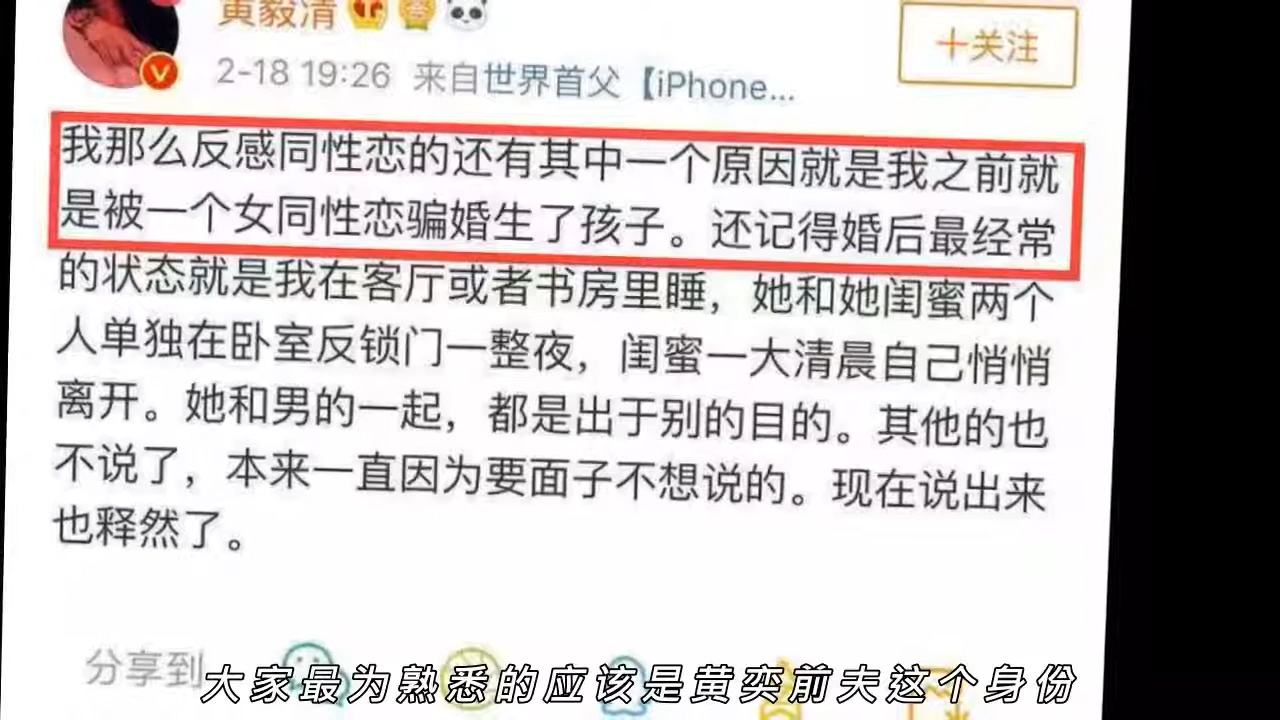 黄毅清
+关注
2-18 19:26 来自世界首父【iPhone...
我那么反感同性恋的还有其中一个原因就是我之前就
是被一个女同性恋骗婚生了孩子。还记得婚后最经常
的状态就是我在客厅或者书房里睡，她和她闺蜜两个
人单独在卧室反锁门一整夜，闺蜜一大清晨自己悄悄
离开。她和男的一起，都是出于别的目的。其他的也
不说了，本来一直因为要面子不想说的。现在说出来
也释然了。
分享到
大家最为熟悉的应该是黄奕前夫这个身份